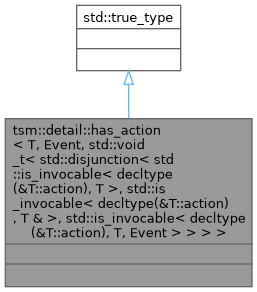 std::true_type
tsm::detail::has_action
< T, Event, std::void
_t< std::disjunction< std
::is_invocable< decltype
(&T::action), T >, std::is
_invocable< decltype(&T::action)
, T & >, std::is_invocable< decltype
(&T::action), T, Event > > > >